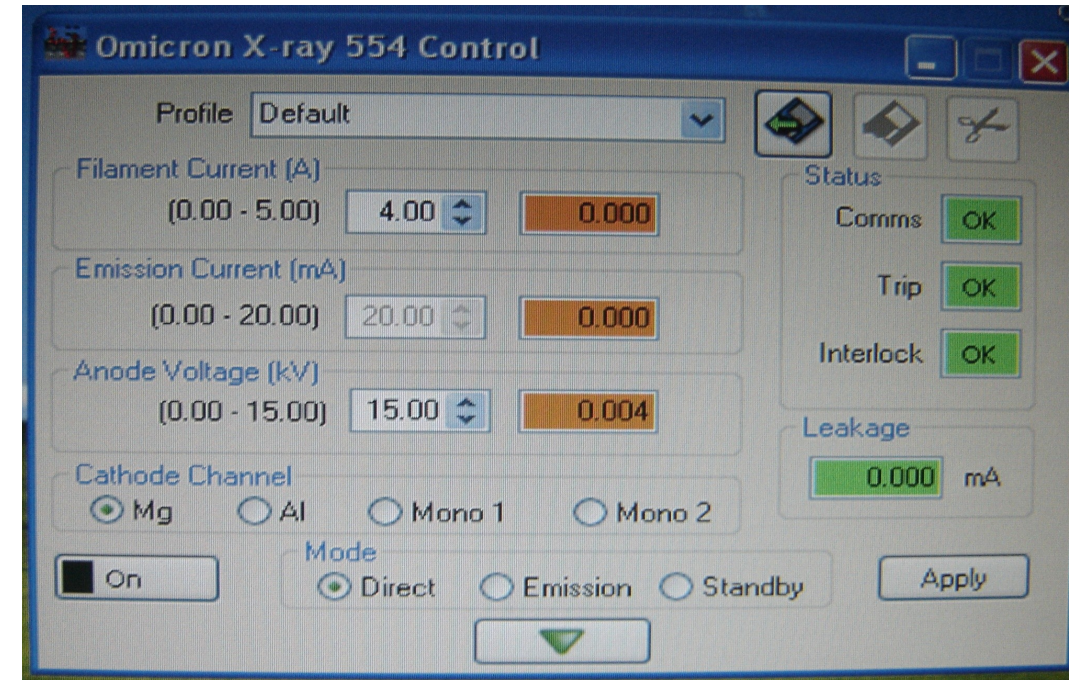 Omicron X-ray 554 Control
Profile Default
Filament Current (A)
(0.00 - 5.00) 4.00 0.000
Emission Current (mA)
(0.00 - 20.00) 20.00 0.000
Anode Voltage (kV)
(0.00 - 15.00) 15.00 0.004
Cathode Channel
Mg Al Mono 1 Mono 2
On
Mode
Direct Emission Standby
Status
Comms OK
Trip OK
Interlock OK
Leakage
0.000 mA
Apply